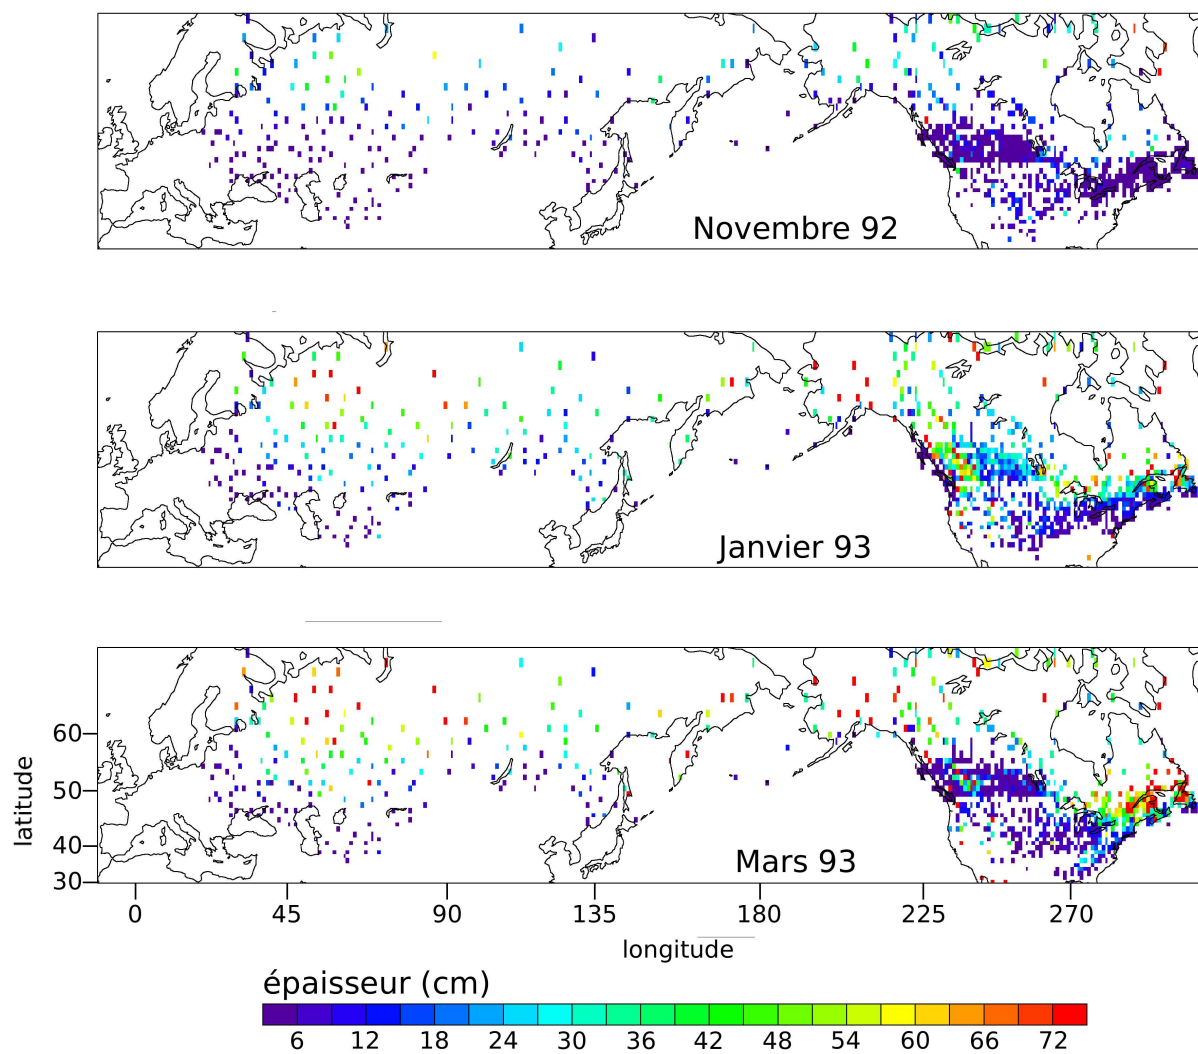 Novembre 92
Janvier 93
Mars 93
60
50
40
30
latitude
0 45 90 135 180 225 270
longitude
épaisseur (cm)
6 12 18 24 30 36 42 48 54 60 66 72